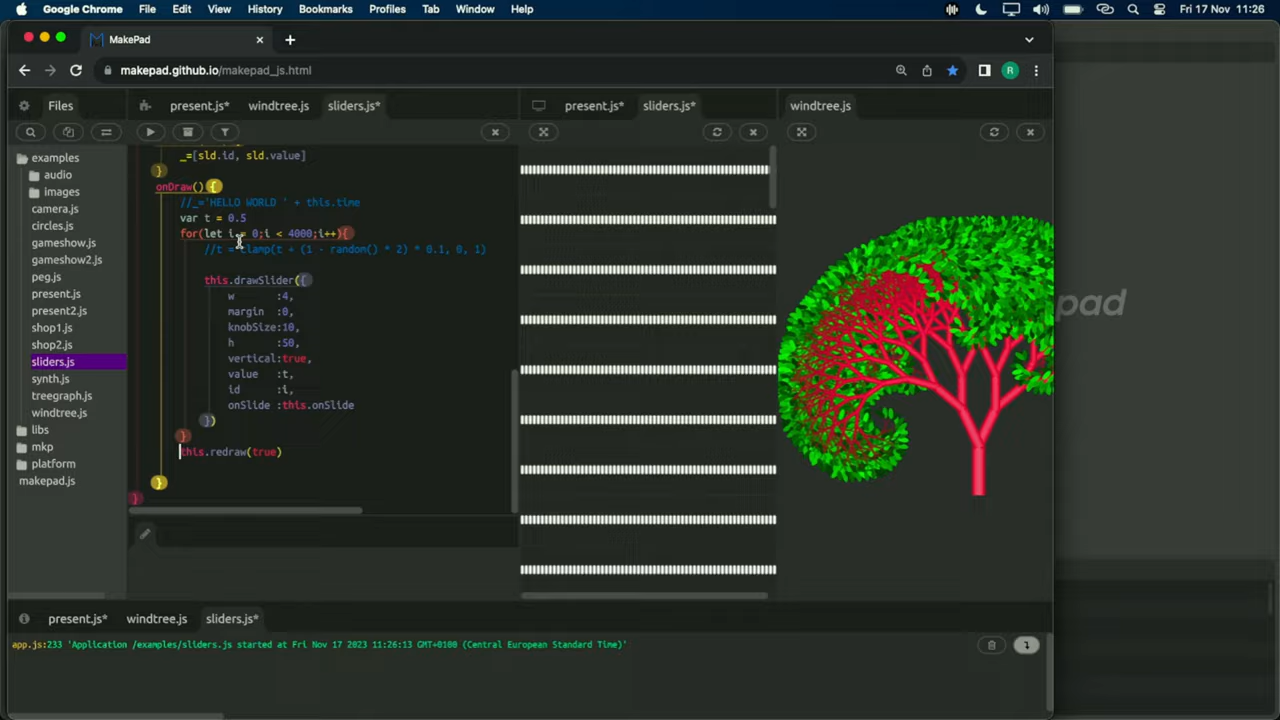 Google Chrome File Edit View History Bookmarks Profiles Tab Window Help Fri 17 Nov 11:26
MakePad
makepad.github.io/makepad_js.html R
Files present.js* windtree.js sliders.js* present.js* sliders.js* windtree.js
examples
audio
images
camera.js
circles.js
gameshow.js
gameshow2.js
peg.js
present.js
present2.js
shop1.js
shop2.js
sliders.js
synth.js
treegraph.js
windtree.js
libs
mkp
platform
makepad.js
_=[sld.id, sld.value]
}
onDraw(){
//_='HELLO WORLD ' + this.time
var t = 0.5
for(let i = 0;i < 4000;i++){
//t = clamp(t + (1 - random() * 2) * 0.1, 0, 1)
this.drawSlider({
w :4,
margin :0,
knobSize:10,
h :50,
vertical:true,
value :t,
id :i,
onSlide :this.onSlide
})
}
this.redraw(true)
}
}
pad
present.js* windtree.js sliders.js*
app.js:233 'Application /examples/sliders.js started at Fri Nov 17 2023 11:26:13 GMT+0100 (Central European Standard Time)'